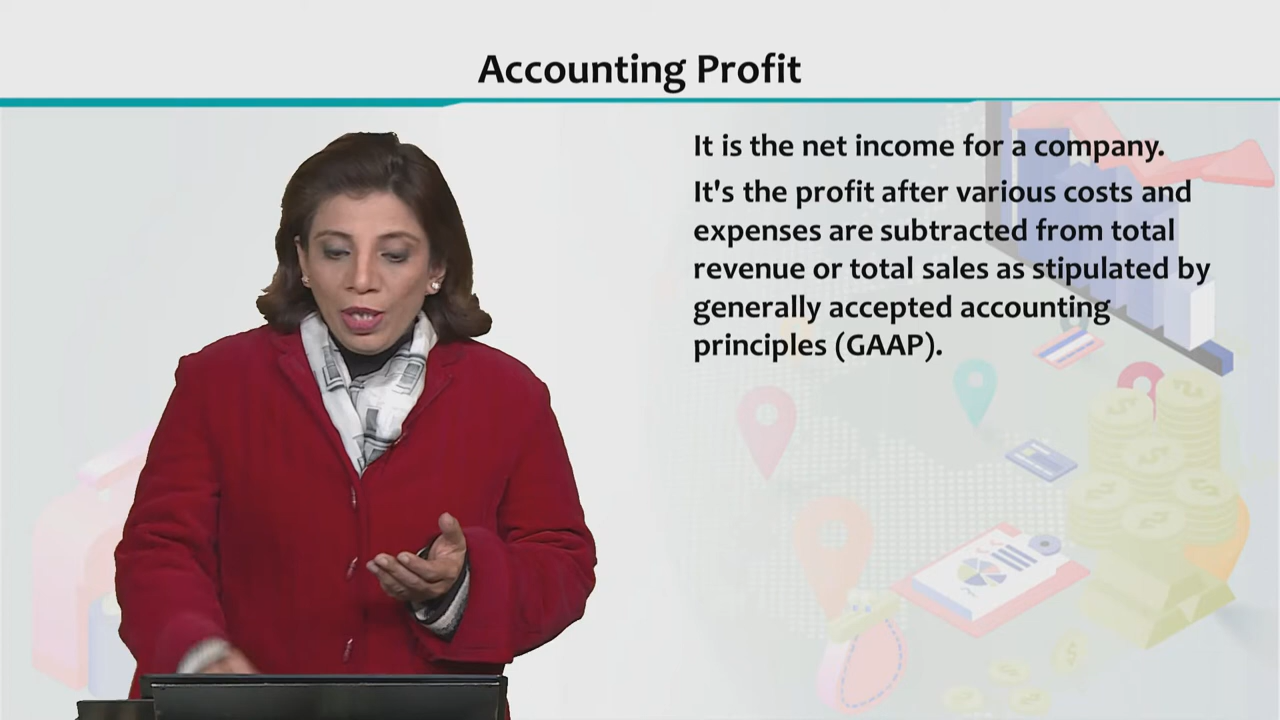 Accounting Profit
It is the net income for a company.
It's the profit after various costs and
expenses are subtracted from total
revenue or total sales as stipulated by
generally accepted accounting
principles (GAAP).